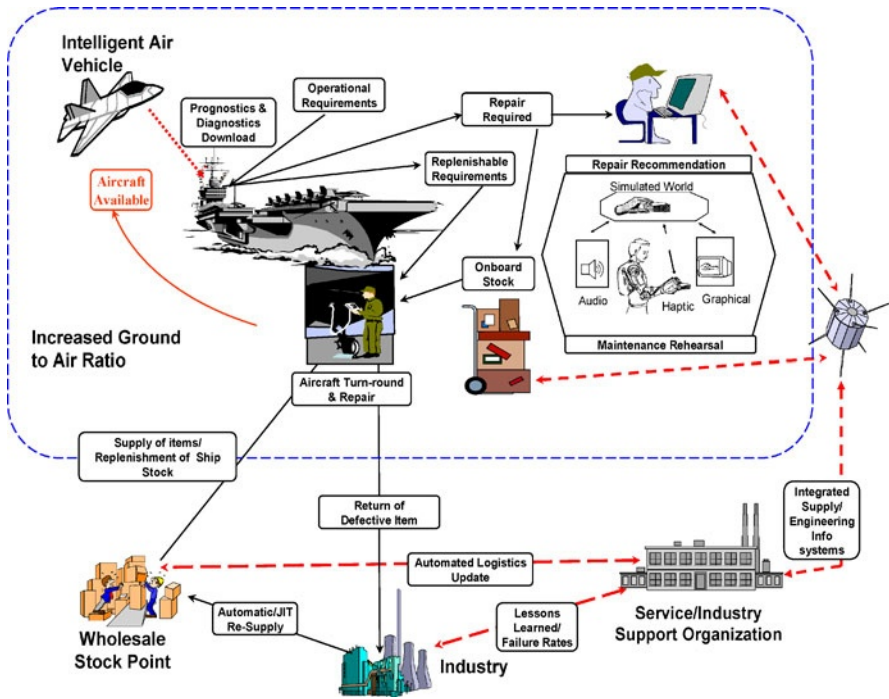 Intelligent Air
Vehicle
Prognostics &
Diagnostics
Download
Operational
Requirements
Repair
Required
Replenishable
Requirements
Aircraft
Available
Repair Recommendation
Simulated World
Audio
Haptic
Graphical
Maintenance Rehearsal
Onboard
Stock
Increased Ground
to Air Ratio
Aircraft Turn-round
& Repair
Supply of items/
Replenishment of Ship
Stock
Return of
Defective Item
Integrated
Supply/
Engineering
Info
systems
Automated Logistics
Update
Automatic/JIT
Re-Supply
Lessons
Learned/
Failure Rates
Wholesale
Stock Point
Industry
Service/Industry
Support Organization